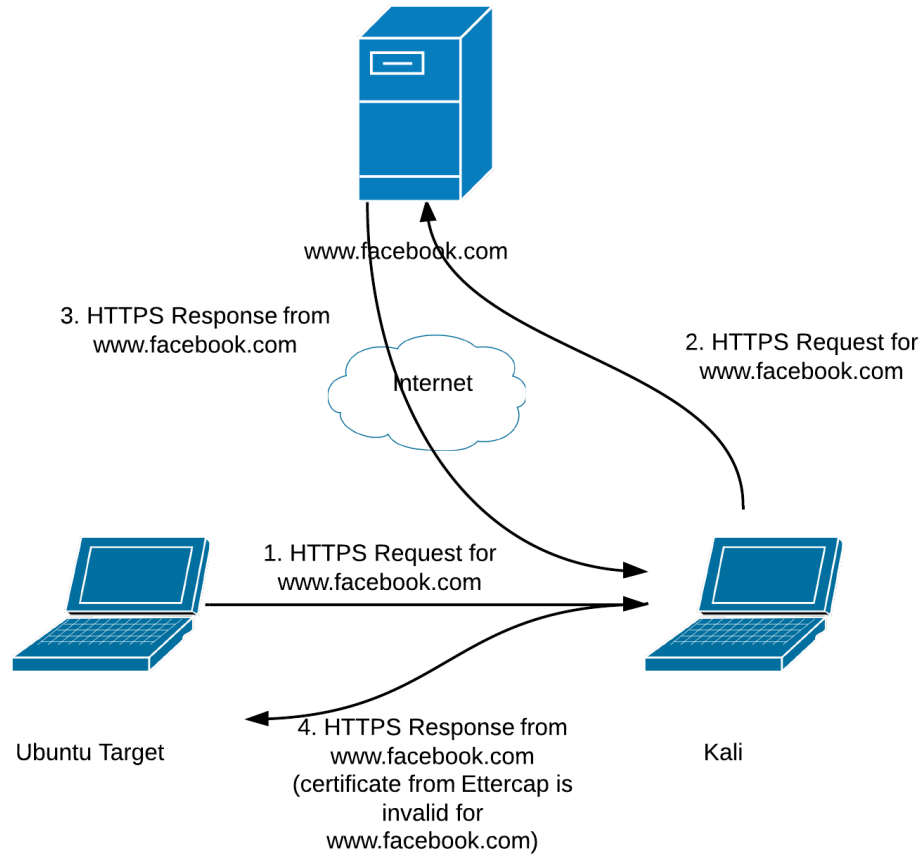 www.facebook.com
3. HTTPS Response from
www.facebook.com
2. HTTPS Request for
www.facebook.com
Internet
1. HTTPS Request for
www.facebook.com
4. HTTPS Response from
www.facebook.com
(certificate from Ettercap is
invalid for
www.facebook.com)
Ubuntu Target
Kali